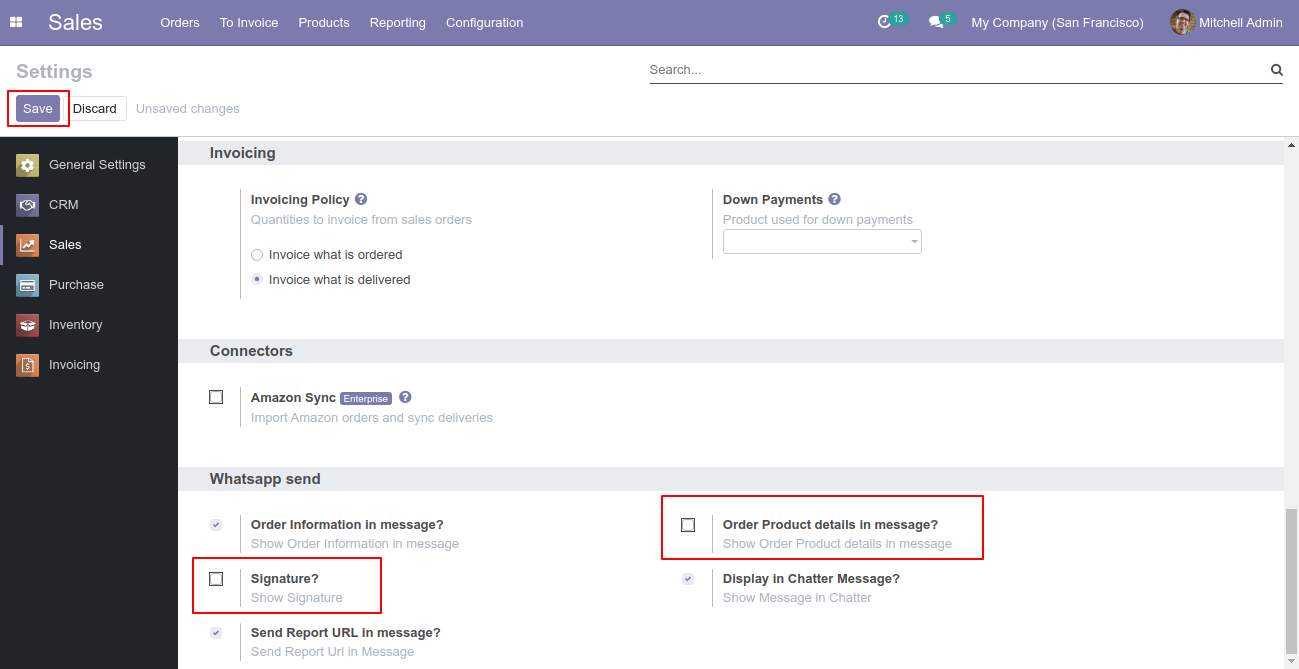 Sales Orders To Invoice Products Reporting Configuration 13 5 My Company (San Francisco) Mitchell Admin
Settings Search...
Save Discard Unsaved changes
General Settings
CRM
Sales
Purchase
Inventory
Invoicing
Invoicing
Invoicing Policy ?
Quantities to invoice from sales orders
Invoice what is ordered
Invoice what is delivered
Down Payments ?
Product used for down payments
Connectors
Amazon Sync Enterprise ?
Import Amazon orders and sync deliveries
Whatsapp send
Order Information in message?
Show Order Information in message
Order Product details in message?
Show Order Product details in message
Signature?
Show Signature
Display in Chatter Message?
Show Message in Chatter
Send Report URL in message?
Send Report Url in Message